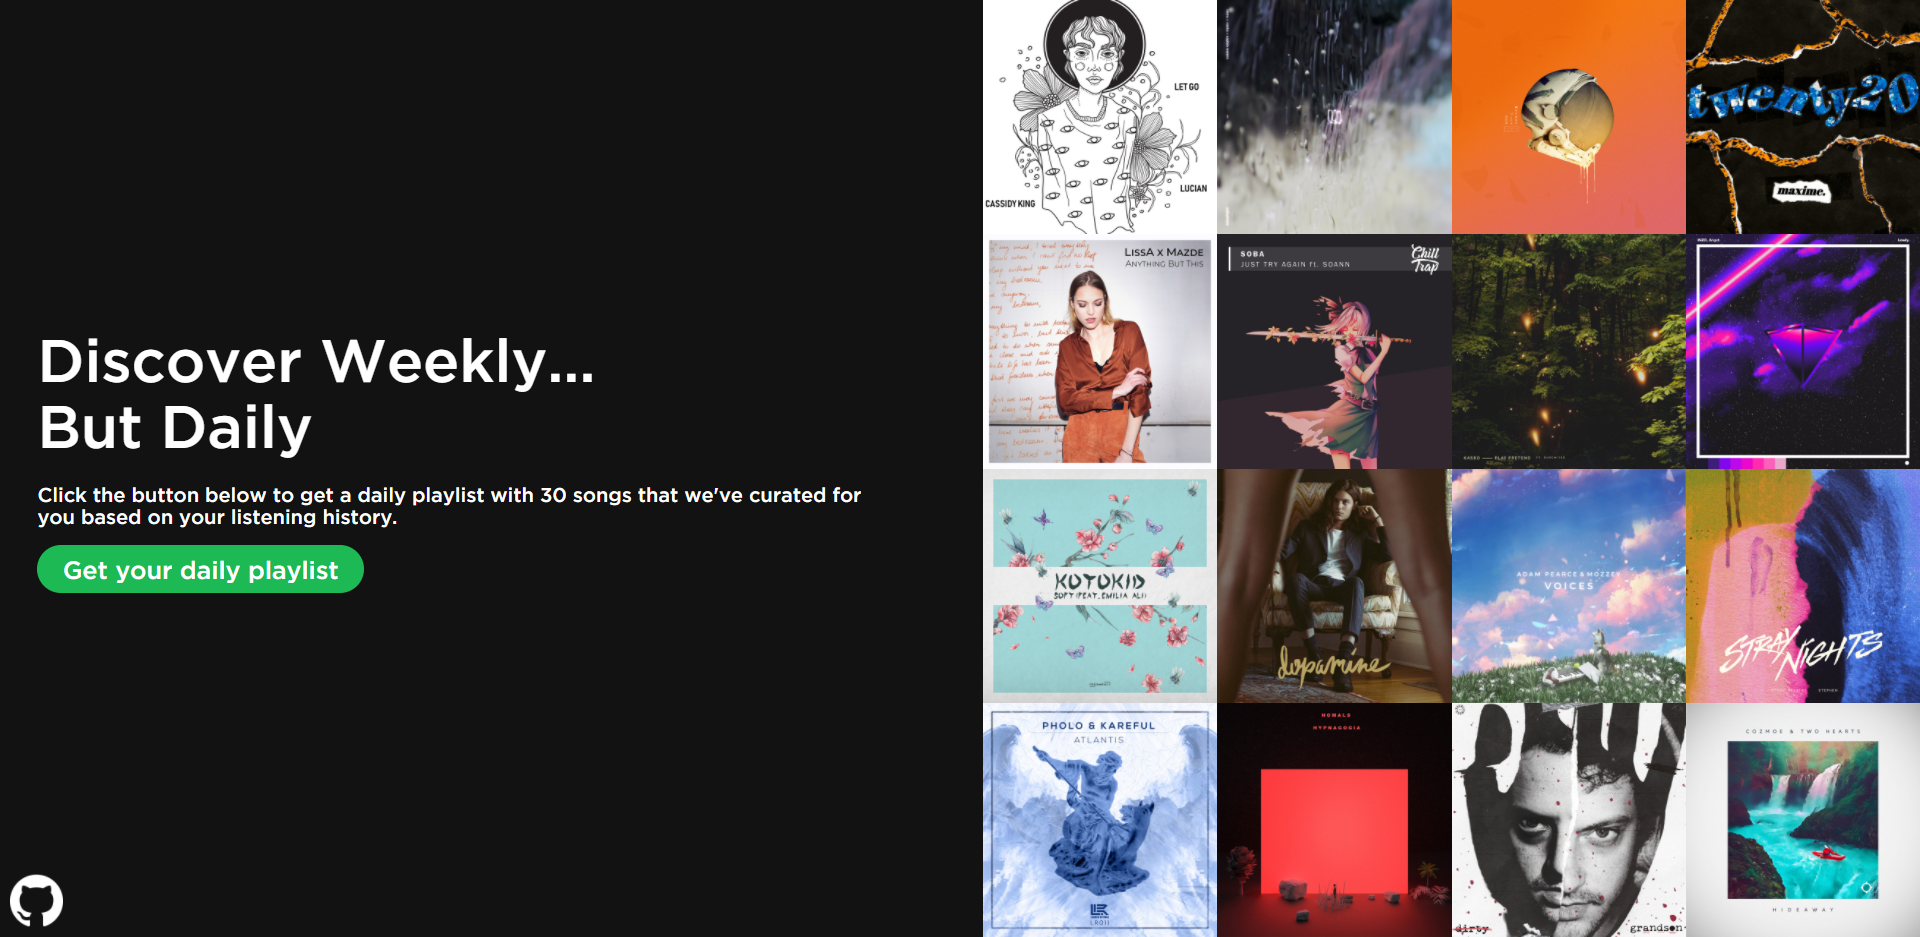 Discover Weekly...
But Daily
Click the button below to get a daily playlist with 30 songs that we've curated for
you based on your listening history.
Get your daily playlist
LET GO
LUCIAN
CASSIDY KING
twenty20
maxime.
LISSA X MAZDE
ANYTHING BUT THIS
SOBA
JUST TRY AGAIN ft. SOANN
Chill
Trap
KOTOKID
SOFT (FEAT. EMILIA ALI)
dopamine
ADAM PEARCE & MOZZEY
VOICES
STRAY NIGHTS
STEPHEN
PHOLO & KAREFUL
ATLANTIS
LR011
NOMALS
HYPNAGOGIA
dirty
grandson
COZMOE & TWO HEARTS
HIDEAWAY